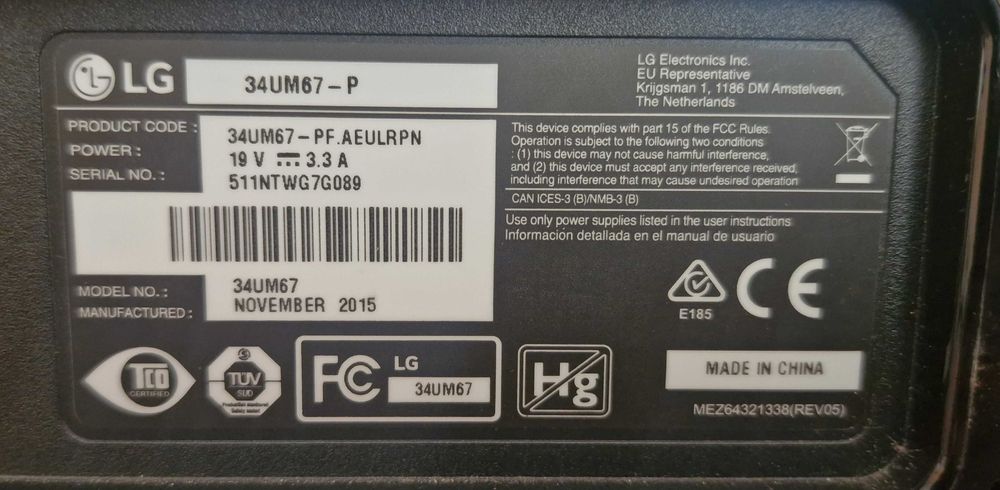 LG
34UM67-P
LG Electronics Inc.
EU Representative
Krijgsman 1, 1186 DM Amstelveen,
The Netherlands
PRODUCT CODE : 34UM67-PF.AEULRPN
POWER : 19 V 3.3 A
SERIAL NO. : 511NTWG7G089
This device complies with part 15 of the FCC Rules.
Operation is subject to the following two conditions
: (1) this device may not cause harmful interference,
and (2) this device must accept any interference received,
including interference that may cause undesired operation
CAN ICES-3 (B)/NMB-3 (B)
Use only power supplies listed in the user instructions
Información detallada en el manual de usuario
MODEL NO. : 34UM67
MANUFACTURED : NOVEMBER 2015
E185
CE
TCO
CERTIFIED
TÜV
SÜD
Production monitored
Safety tested
FC
LG
34UM67
Hg
MADE IN CHINA
MEZ64321338(REV05)